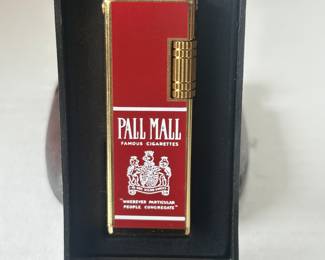 PALL MALL
FAMOUS CIGARETTES
"WHEREVER PARTICULAR
PEOPLE CONGREGATE"